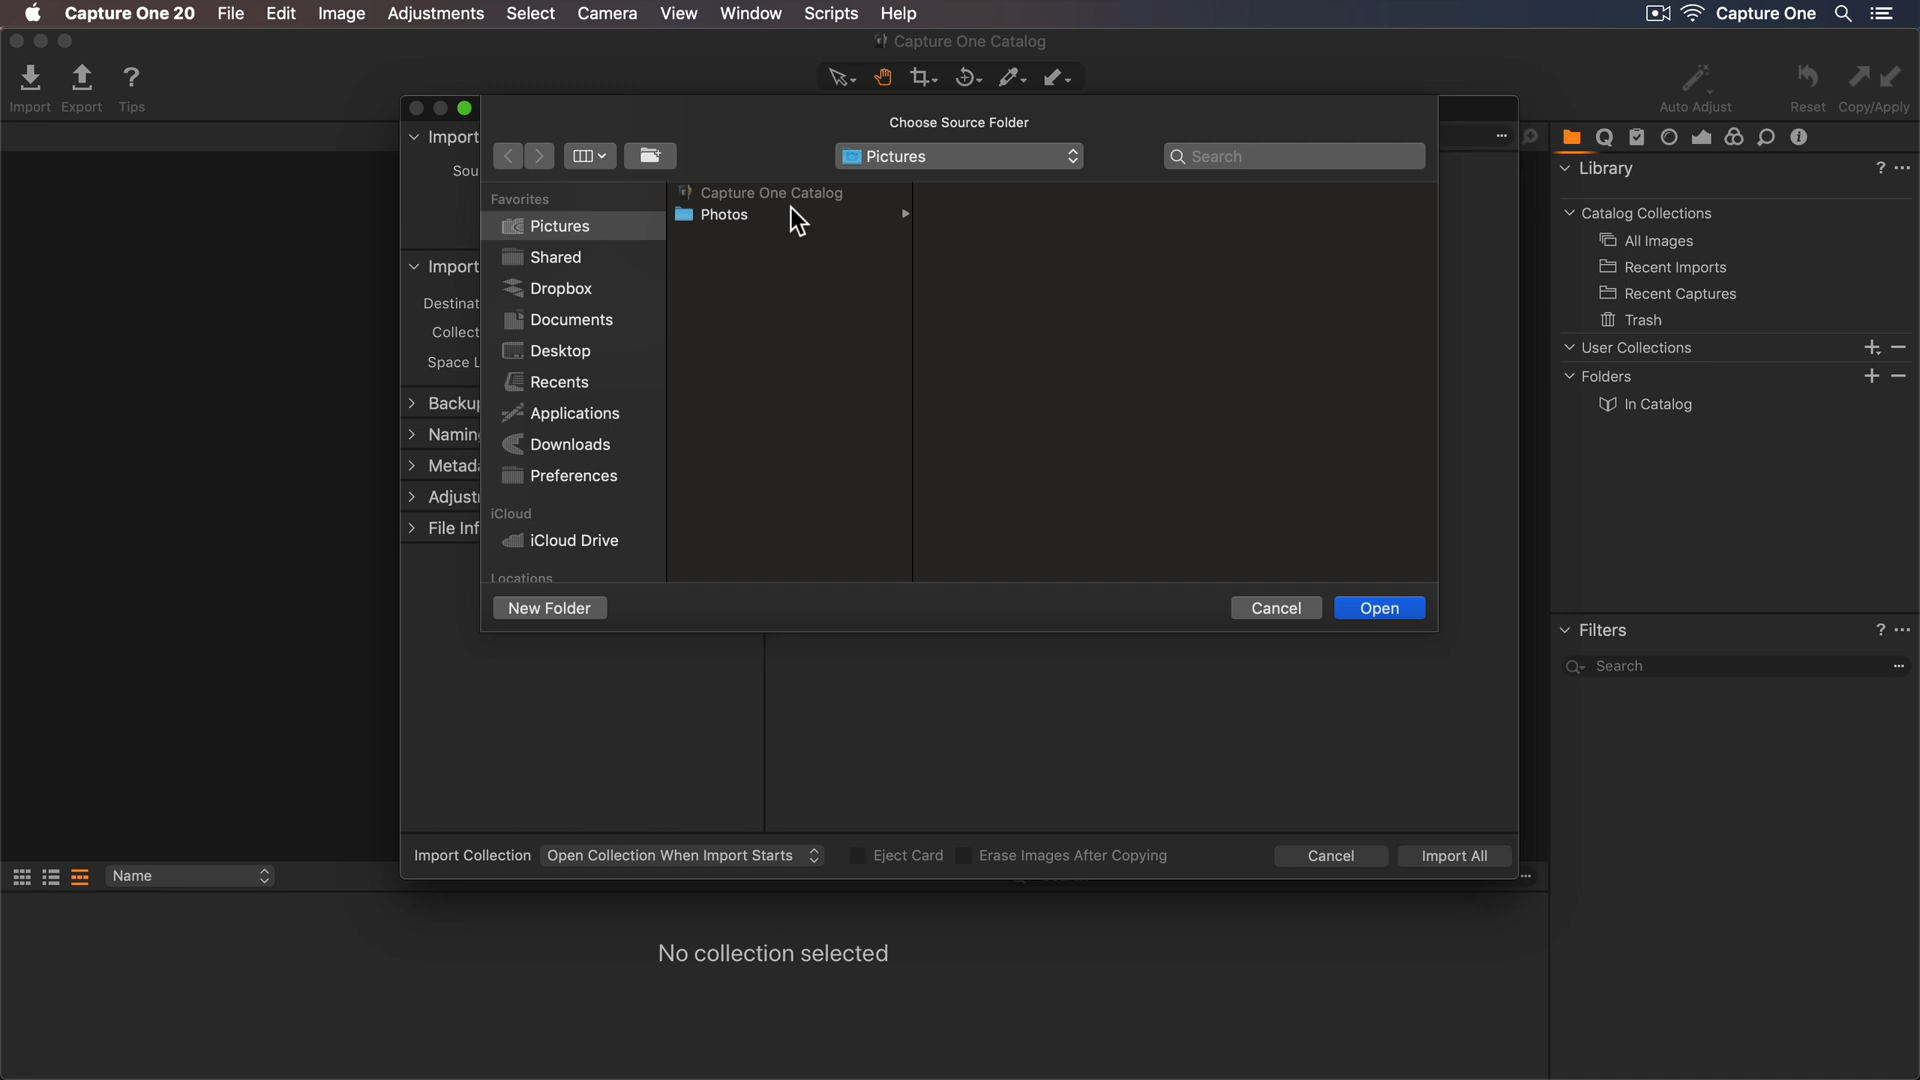 Capture One 20 File Edit Image Adjustments Select Camera View Window Scripts Help Capture One
Capture One Catalog
Import Export Tips Auto Adjust Reset Copy/Apply
Choose Source Folder
Import
Sou
Import
Destinat
Collect
Space L
Backu
Namin
Metad
Adjust
File Inf
Pictures
Search
Favorites
Pictures
Shared
Dropbox
Documents
Desktop
Recents
Applications
Downloads
Preferences
iCloud
iCloud Drive
Locations
Capture One Catalog
Photos
New Folder Cancel Open
Import Collection Open Collection When Import Starts Eject Card Erase Images After Copying Cancel Import All
Name
No collection selected
Library ?
Catalog Collections
All Images
Recent Imports
Recent Captures
Trash
User Collections
Folders
In Catalog
Filters ?
Search